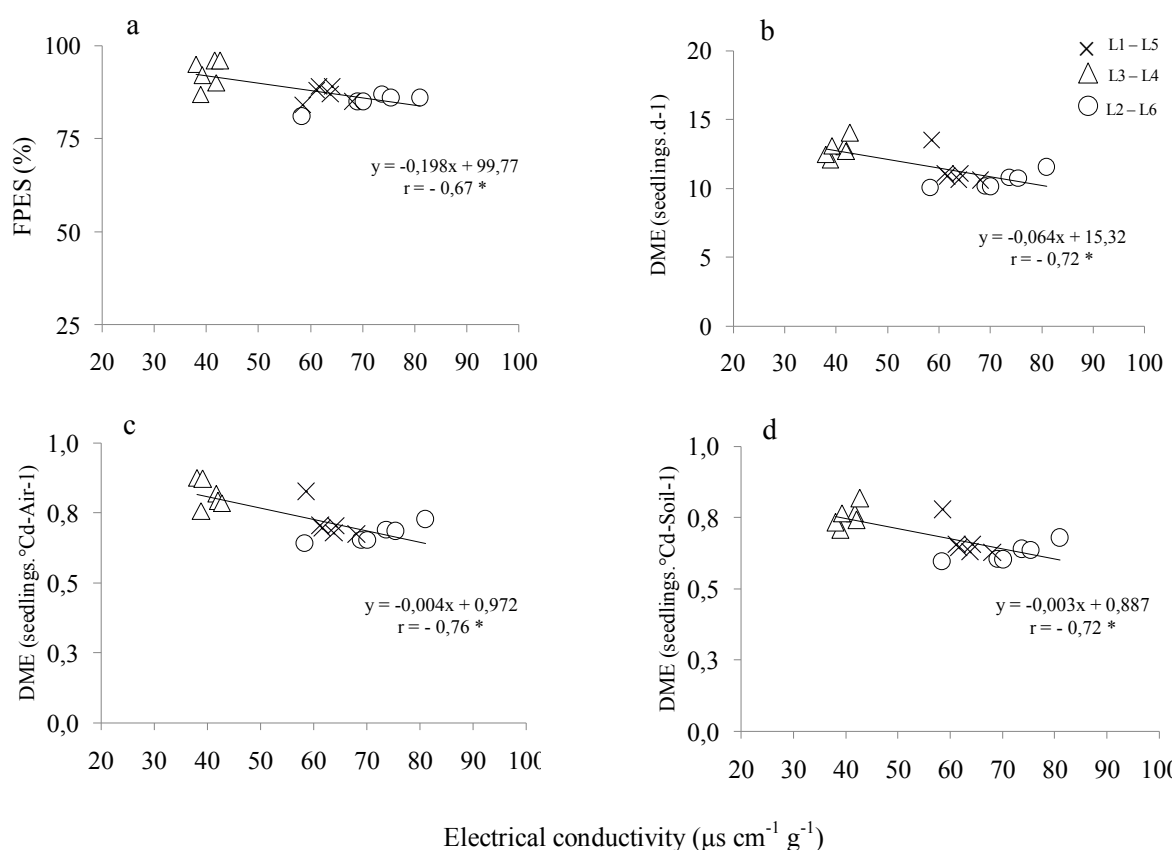 a
100
75
50
25
FPES (%)
y = -0,198x + 99,77
r = - 0,67 *
20 30 40 50 60 70 80 90 100
b
20
15
10
5
0
DME (seedlings.d-1)
L1 – L5
L3 – L4
L2 – L6
y = -0,064x + 15,32
r = - 0,72 *
20 30 40 50 60 70 80 90 100
c
1,0
0,8
0,5
0,3
0,0
DME (seedlings.°Cd-Air-1)
y = -0,004x + 0,972
r = - 0,76 *
20 30 40 50 60 70 80 90 100
d
1,0
0,8
0,5
0,3
0,0
DME (seedlings.°Cd-Soil-1)
y = -0,003x + 0,887
r = - 0,72 *
20 30 40 50 60 70 80 90 100
Electrical conductivity (μs cm⁻¹ g⁻¹)